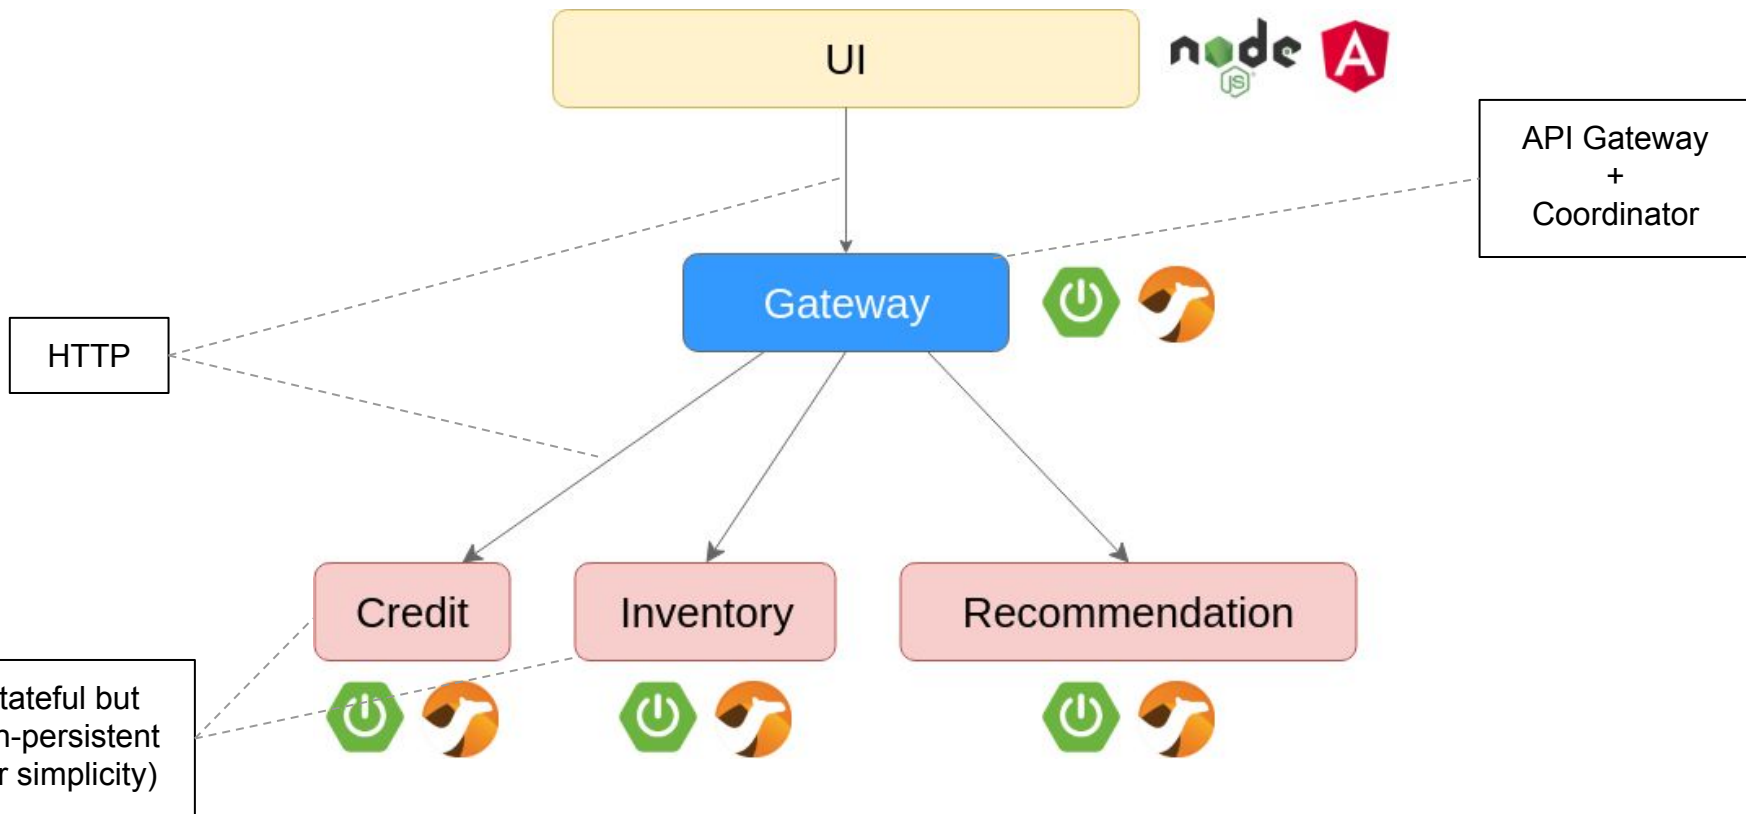 UI
node
JS
A
API Gateway
+
Coordinator
Gateway
HTTP
Credit
Inventory
Recommendation
tateful but
n-persistent
r simplicity)